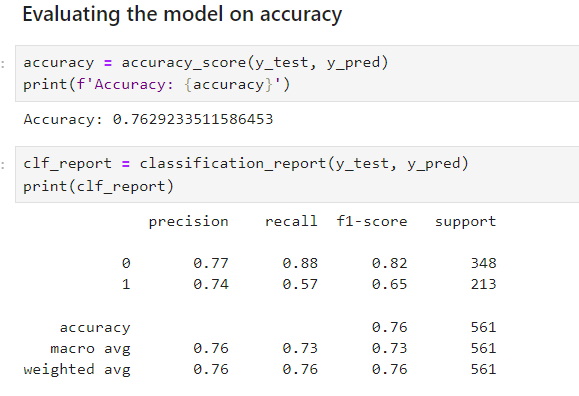 Evaluating the model on accuracy
:
accuracy = accuracy_score(y_test, y_pred)
print(f'Accuracy: {accuracy}')
Accuracy: 0.7629233511586453
:
clf_report = classification_report(y_test, y_pred)
print(clf_report)
precision recall f1-score support
0 0.77 0.88 0.82 348
1 0.74 0.57 0.65 213
accuracy 0.76 561
macro avg 0.76 0.73 0.73 561
weighted avg 0.76 0.76 0.76 561